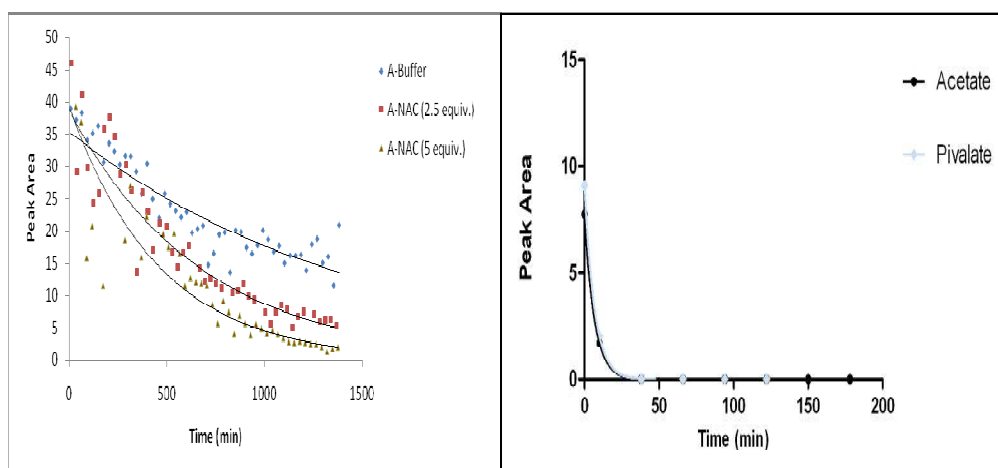 50
45
40
35
30
25
20
15
10
5
0
Peak Area
0 500 1000 1500
Time (min)
A-Buffer
A-NAC (2.5 equiv.)
A-NAC (5 equiv.)
15
10
5
0
Peak Area
0 50 100 150 200
Time (min)
Acetate
Pivalate